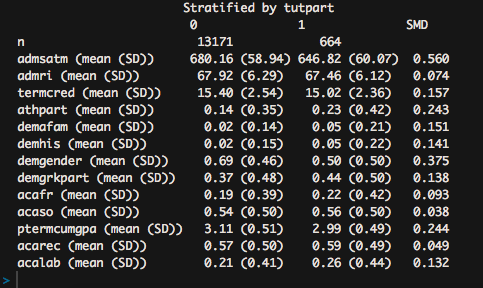 Stratified by tutpart
0 1 SMD
n 13171 664
admsatm (mean (SD)) 680.16 (58.94) 646.82 (60.07) 0.560
admri (mean (SD)) 67.92 (6.29) 67.46 (6.12) 0.074
termcred (mean (SD)) 15.40 (2.54) 15.02 (2.36) 0.157
athpart (mean (SD)) 0.14 (0.35) 0.23 (0.42) 0.243
demafam (mean (SD)) 0.02 (0.14) 0.05 (0.21) 0.151
demhis (mean (SD)) 0.02 (0.15) 0.05 (0.22) 0.141
demgender (mean (SD)) 0.69 (0.46) 0.50 (0.50) 0.375
demgrkpart (mean (SD)) 0.37 (0.48) 0.44 (0.50) 0.138
acafr (mean (SD)) 0.19 (0.39) 0.22 (0.42) 0.093
acaso (mean (SD)) 0.54 (0.50) 0.56 (0.50) 0.038
ptermcumgpa (mean (SD)) 3.11 (0.51) 2.99 (0.49) 0.244
acarec (mean (SD)) 0.57 (0.50) 0.59 (0.49) 0.049
acalab (mean (SD)) 0.21 (0.41) 0.26 (0.44) 0.132
>